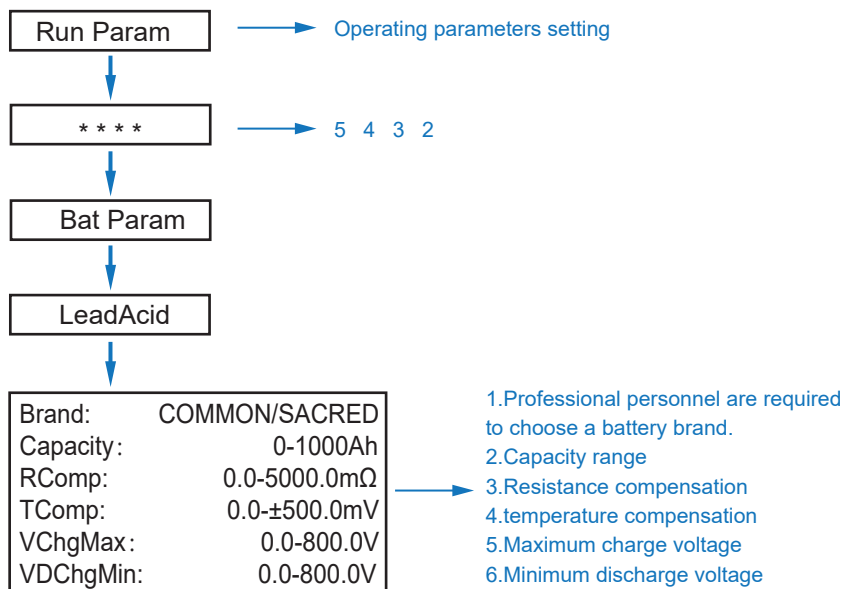 Run Param
Operating parameters setting
* * * *
5 4 3 2
Bat Param
LeadAcid
Brand: COMMON/SACRED
Capacity: 0-1000Ah
RComp: 0.0-5000.0mΩ
TComp: 0.0-±500.0mV
VChgMax: 0.0-800.0V
VDChgMin: 0.0-800.0V
1.Professional personnel are required
to choose a battery brand.
2.Capacity range
3.Resistance compensation
4.temperature compensation
5.Maximum charge voltage
6.Minimum discharge voltage